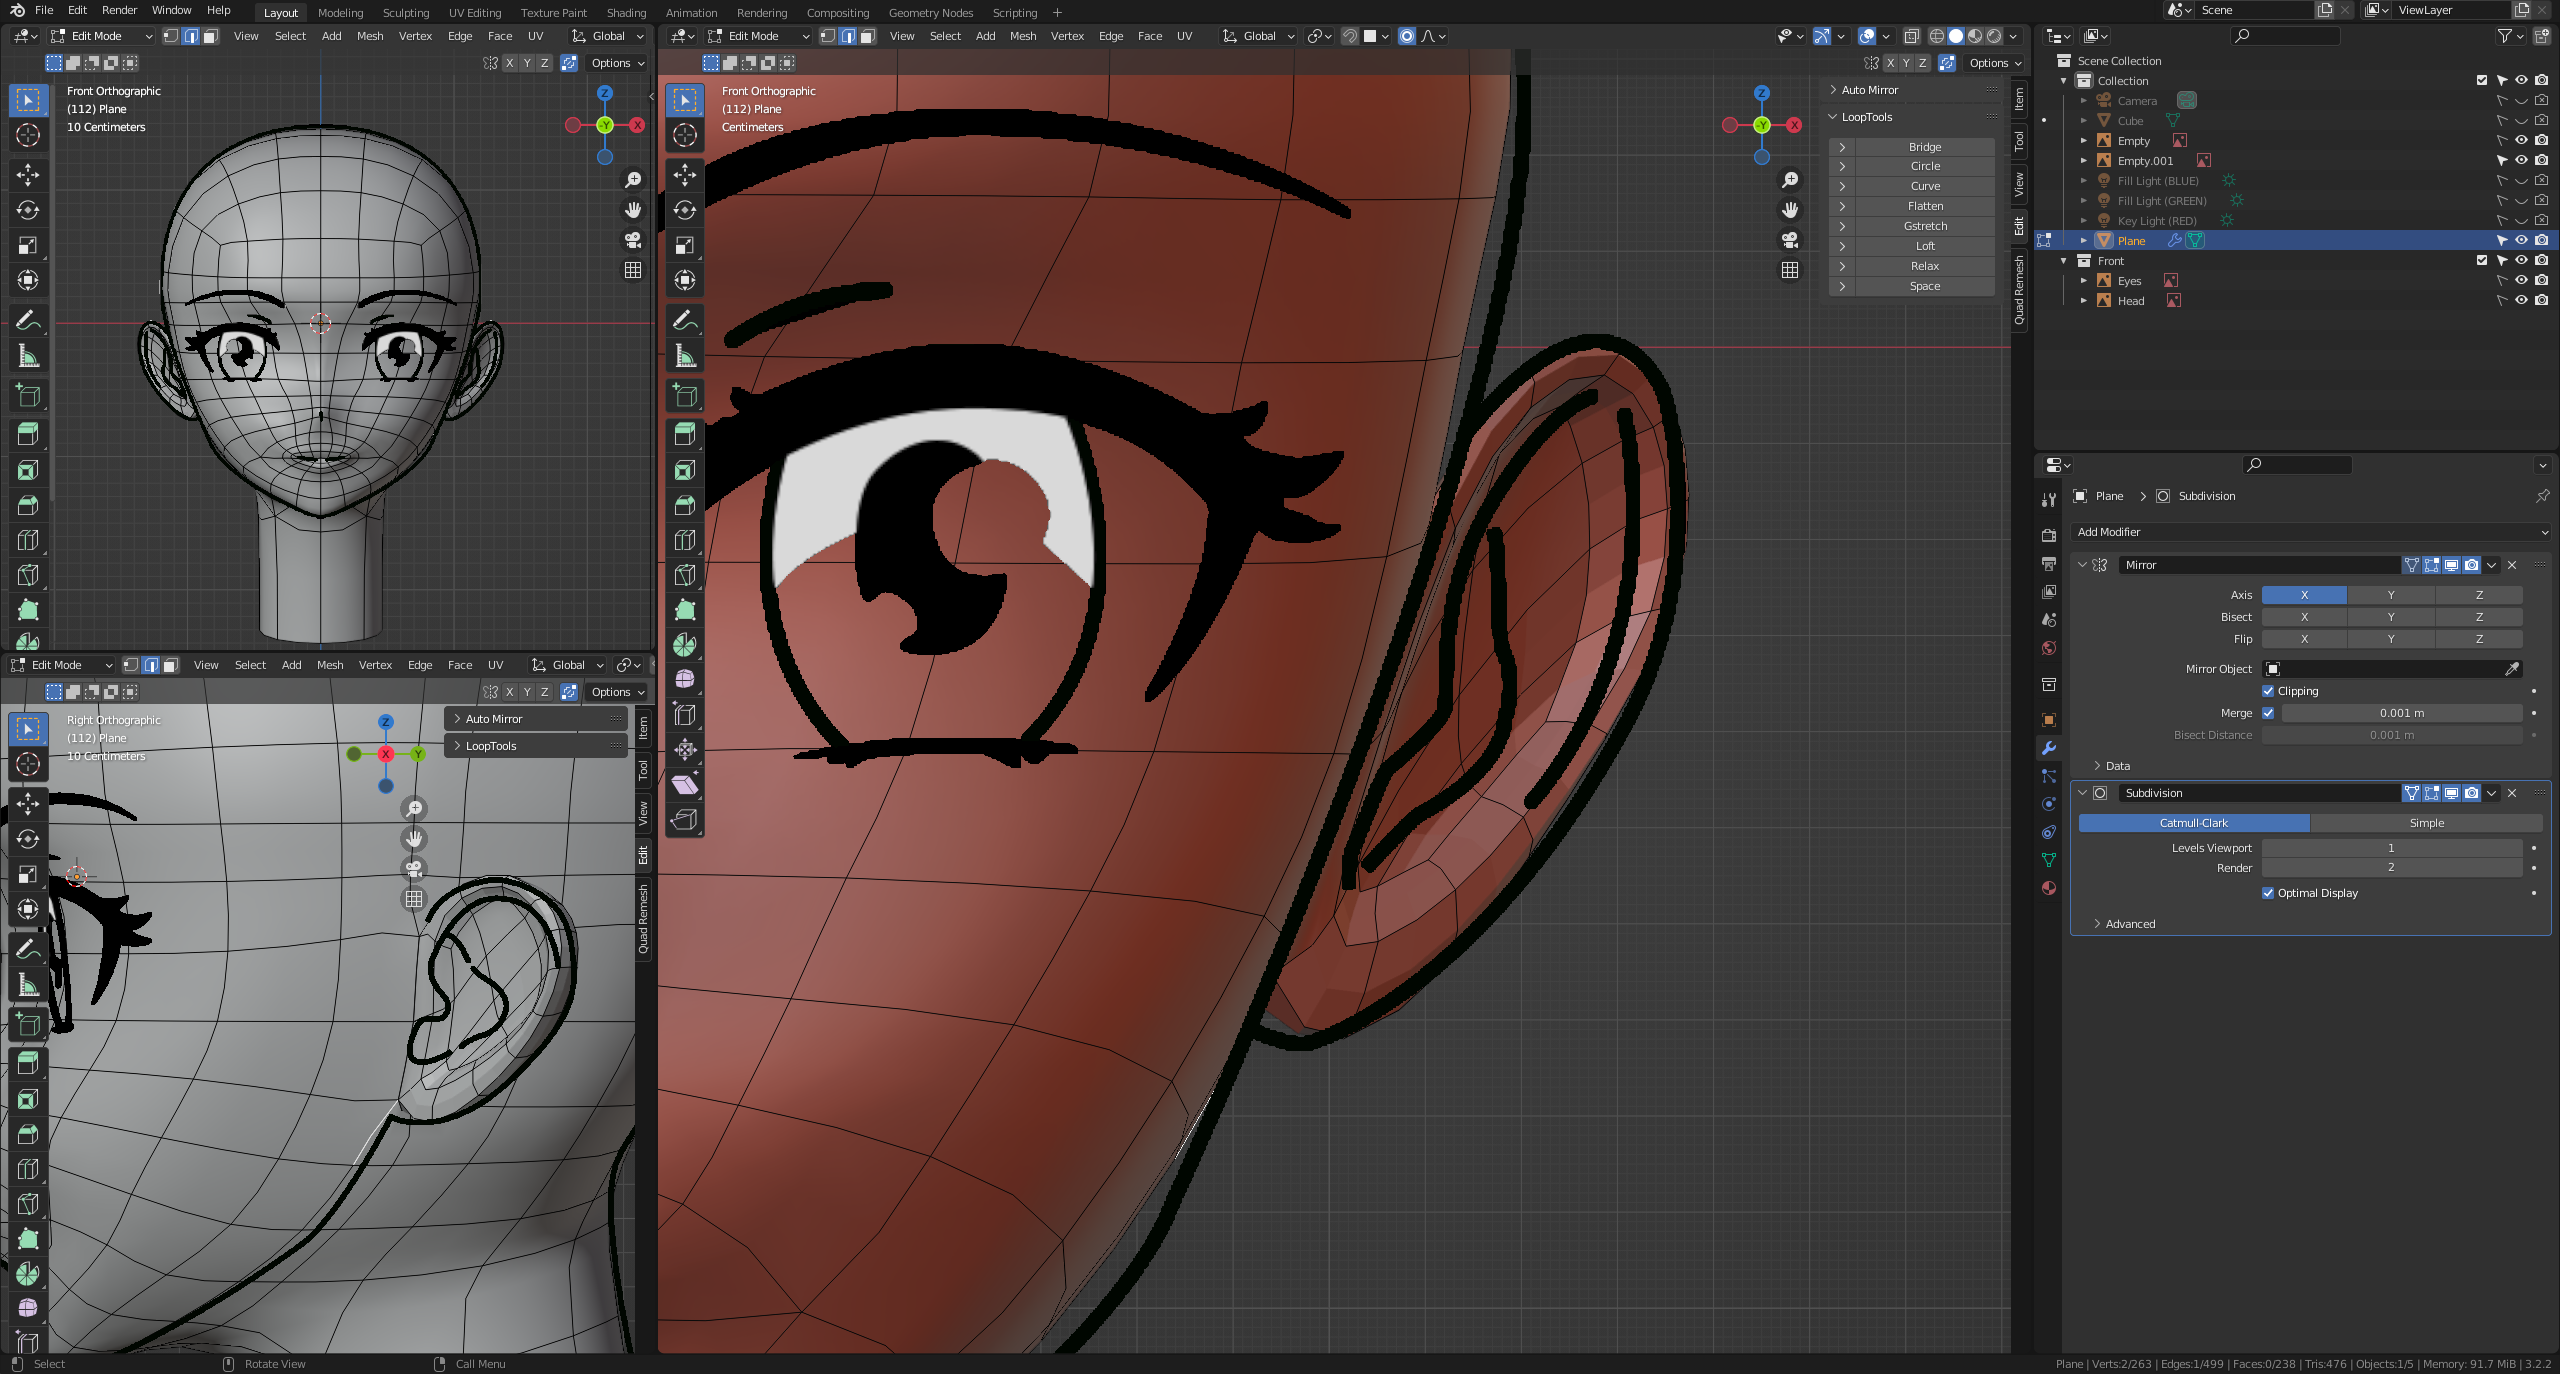 File Edit Render Window Help Layout Modeling Sculpting UV Editing Texture Paint Shading Animation Rendering Compositing Geometry Nodes Scripting + Scene ViewLayer
Edit Mode View Select Add Mesh Vertex Edge Face UV Global
X Y Z Options
Front Orthographic
(112) Plane
10 Centimeters
Z
Y
X
Edit Mode View Select Add Mesh Vertex Edge Face UV Global
X Y Z Options
Front Orthographic
(112) Plane
Centimeters
Z
Y
X
Auto Mirror
LoopTools
Bridge
Circle
Curve
Flatten
Gstretch
Loft
Relax
Space
Item
Tool
View
Edit
Quad Remesh
Edit Mode View Select Add Mesh Vertex Edge Face UV Global
X Y Z Options
Right Orthographic
(112) Plane
10 Centimeters
Z
X
Y
Auto Mirror
LoopTools
Item
Tool
View
Edit
Quad Remesh
Scene Collection
Collection
Camera
Cube
Empty
Empty.001
Fill Light (BLUE)
Fill Light (GREEN)
Key Light (RED)
Plane
Front
Eyes
Head
Plane > Subdivision
Add Modifier
Mirror
Axis X Y Z
Bisect X Y Z
Flip X Y Z
Mirror Object
Clipping
Merge 0.001 m
Bisect Distance 0.001 m
Data
Subdivision
Catmull-Clark Simple
Levels Viewport 1
Render 2
Optimal Display
Advanced
Select Rotate View Call Menu
Plane | Verts:2/263 | Edges:1/499 | Faces:0/238 | Tris:476 | Objects:1/5 | Memory: 91.7 MiB | 3.2.2